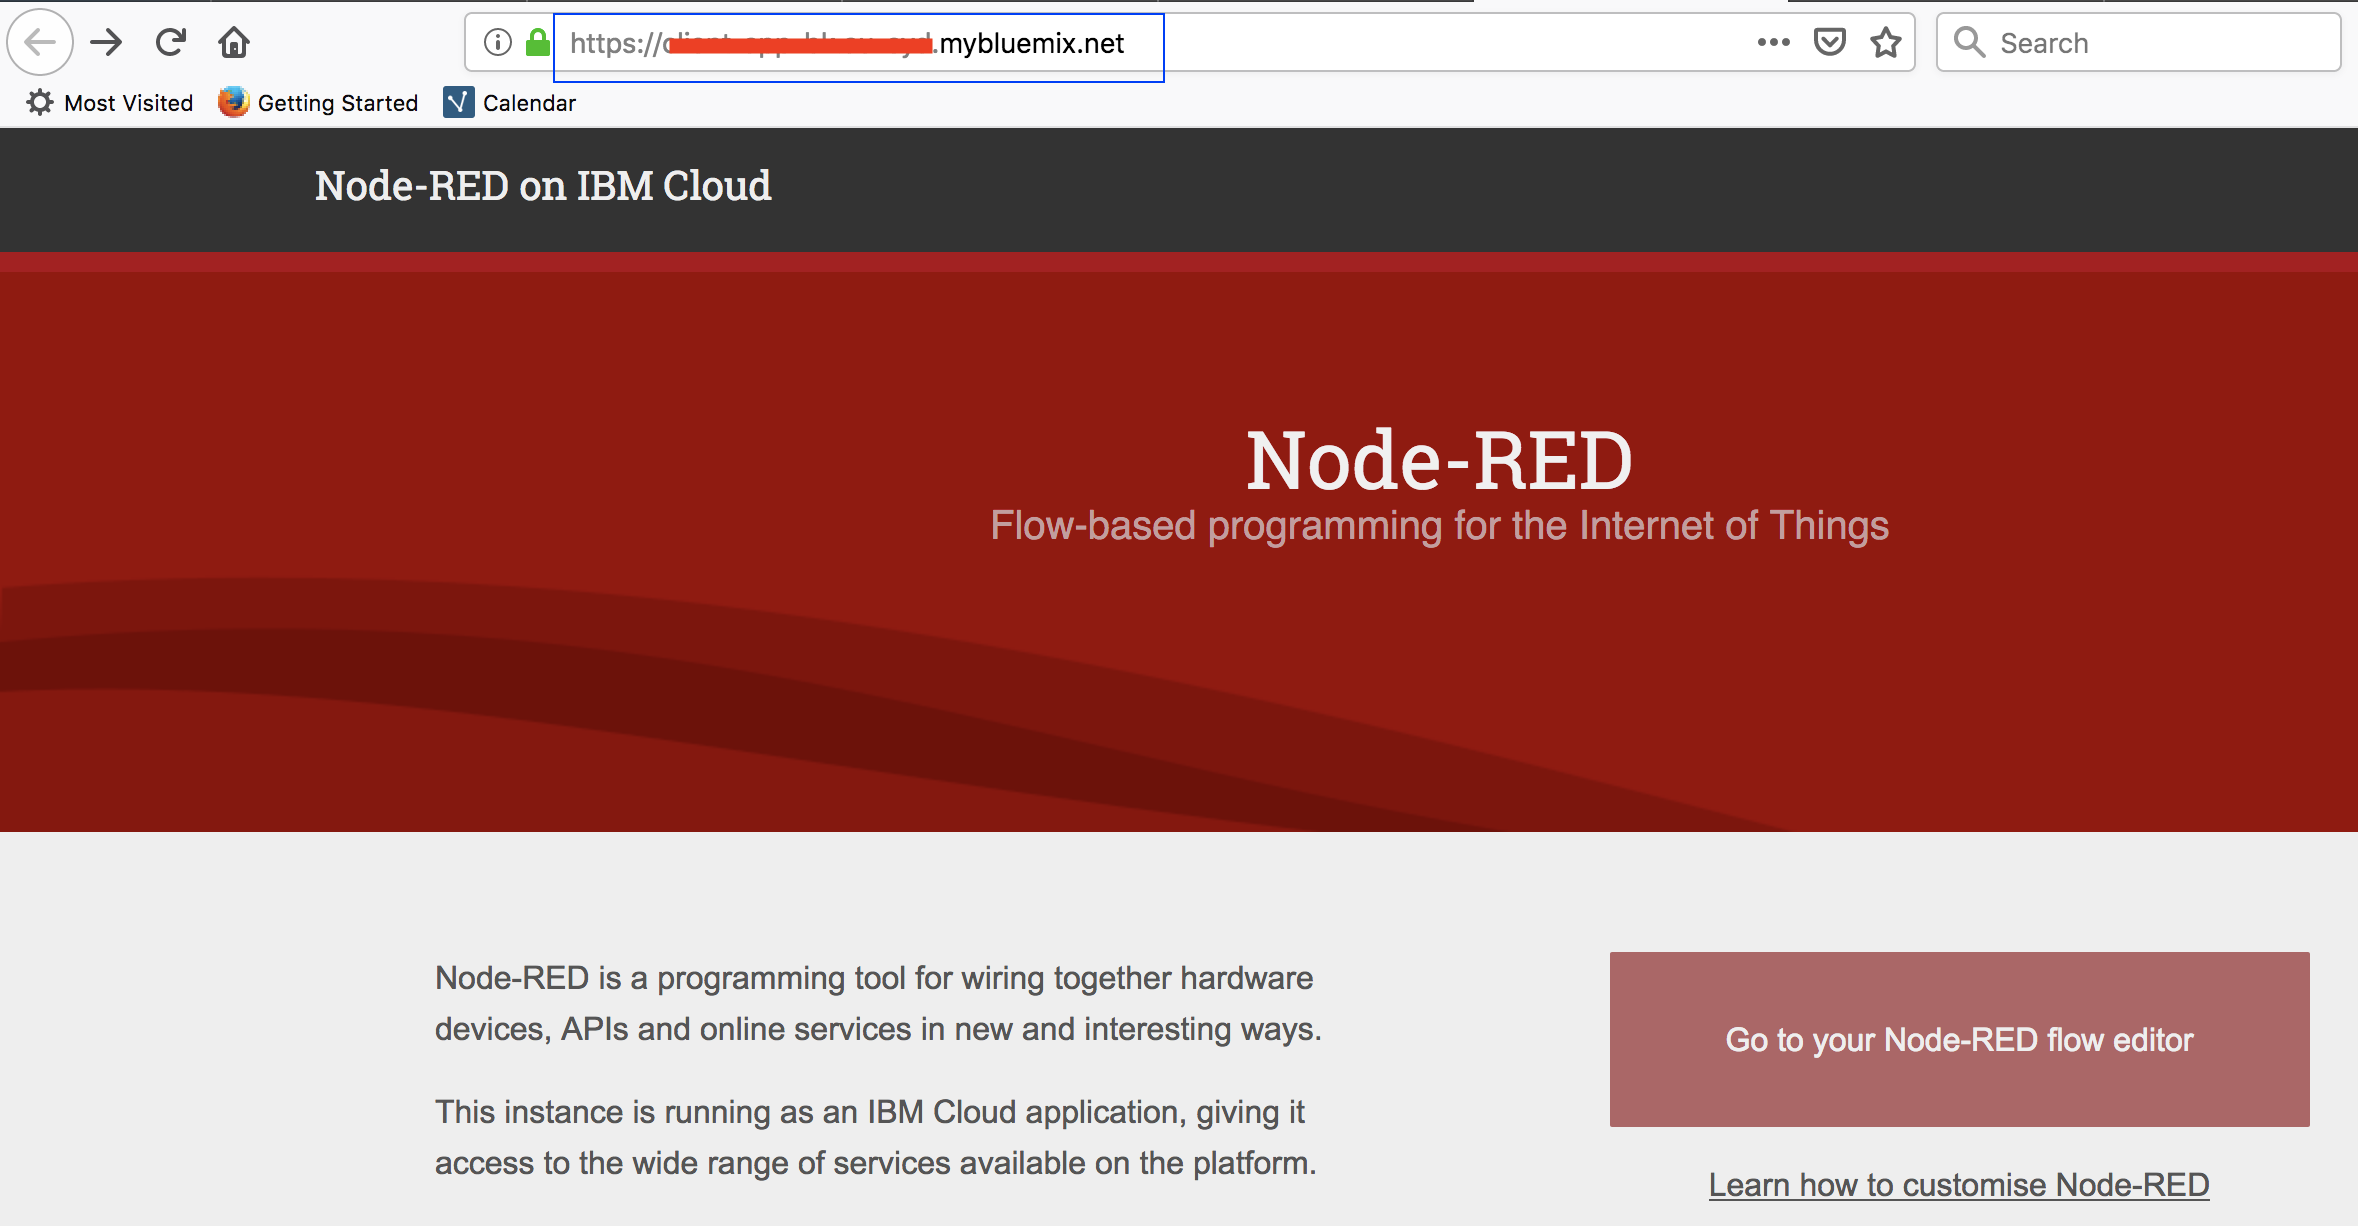 https://
.mybluemix.net
Search
Most Visited
Getting Started
Calendar
Node-RED on IBM Cloud
Node-RED
Flow-based programming for the Internet of Things
Node-RED is a programming tool for wiring together hardware
devices, APIs and online services in new and interesting ways.
This instance is running as an IBM Cloud application, giving it
access to the wide range of services available on the platform.
Go to your Node-RED flow editor
Learn how to customise Node-RED